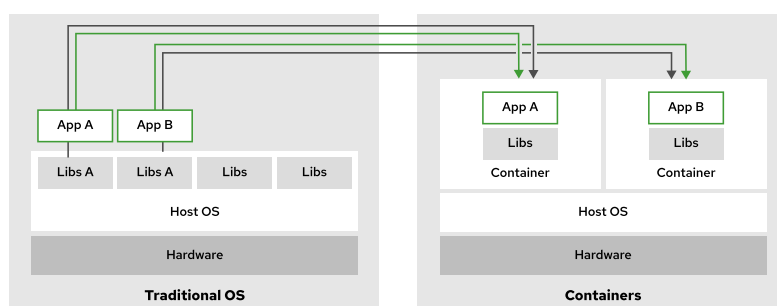 App A
App B
Libs A
Libs A
Libs
Libs
Host OS
Hardware
Traditional OS
App A
App B
Libs
Libs
Container
Container
Host OS
Hardware
Containers